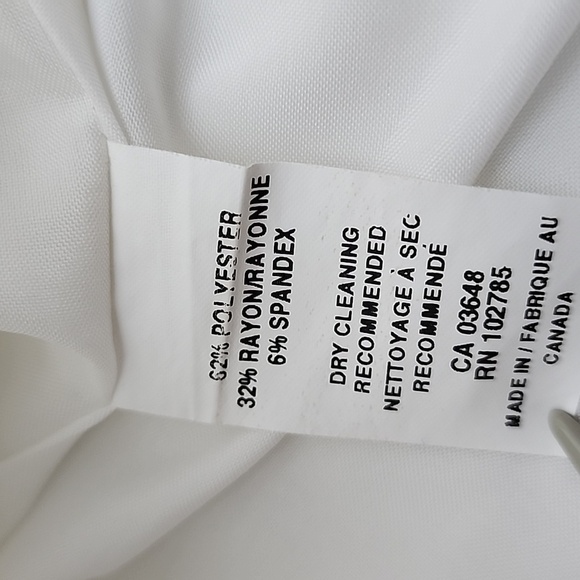 62% POLYESTER
32% RAYON/RAYONNE
6% SPANDEX
DRY CLEANING
RECOMMENDED
NETTOYAGE À SEC
RECOMMENDÉ
CA 03648
RN 102785
MADE IN / FABRIQUE AU
CANADA